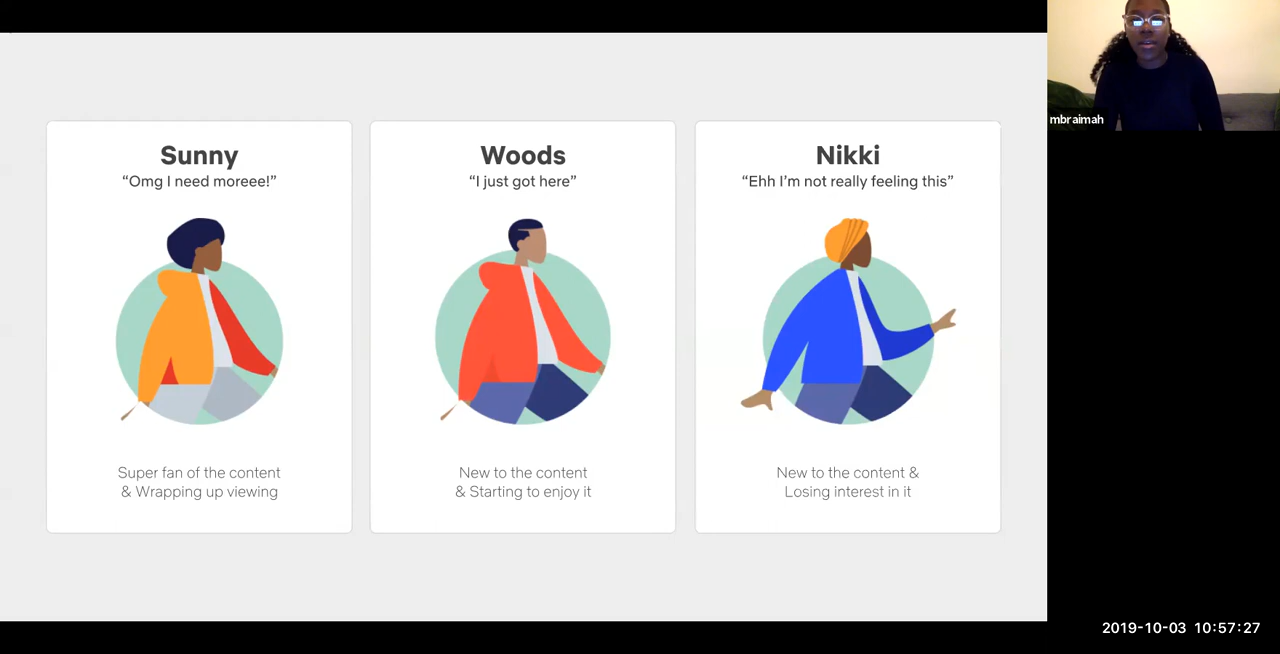 Sunny
“Omg I need moreee!”
Super fan of the content
& Wrapping up viewing
Woods
“I just got here”
New to the content
& Starting to enjoy it
Nikki
“Ehh I’m not really feeling this”
New to the content &
Losing interest in it
mbraimah
2019-10-03 10:57:27